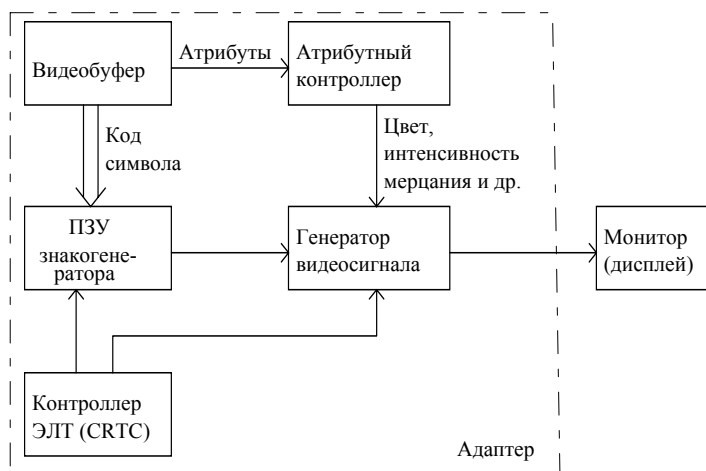 Видеобуфер
Атрибуты
Атрибутный
контроллер
Код
символа
Цвет,
интенсивность
мерцания и др.
ПЗУ
знакогене-
ратора
Генератор
видеосигнала
Монитор
(дисплей)
Контроллер
ЭЛТ (CRTC)
Адаптер